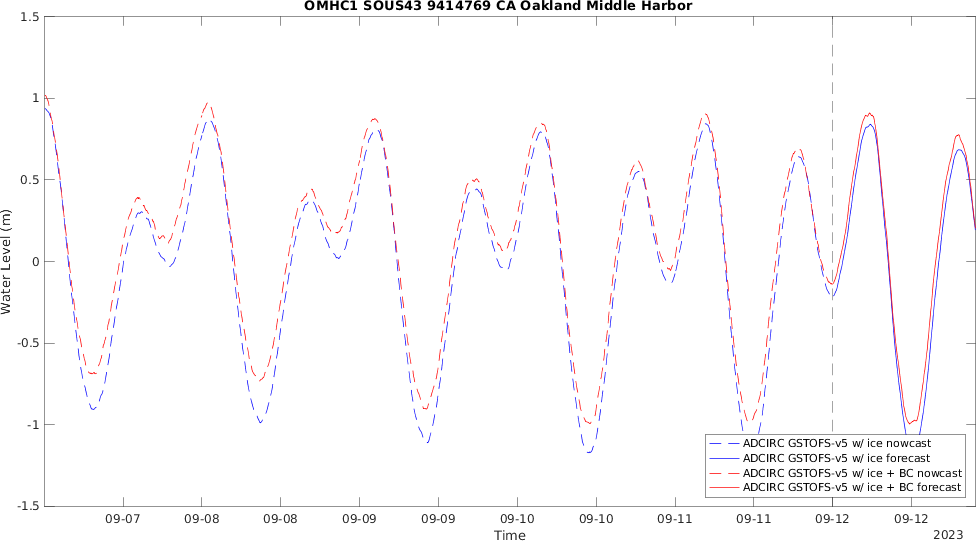 OMHC1 SOUS43 9414769 CA Oakland Middle Harbor
1.5
1
0.5
0
-0.5
-1
-1.5
Water Level (m)
09-07 09-08 09-08 09-09 09-09 09-10 09-10 09-11 09-11 09-12 09-12
Time
2023
ADCIRC GSTOFS-v5 w/ ice nowcast
ADCIRC GSTOFS-v5 w/ ice forecast
ADCIRC GSTOFS-v5 w/ ice + BC nowcast
ADCIRC GSTOFS-v5 w/ ice + BC forecast